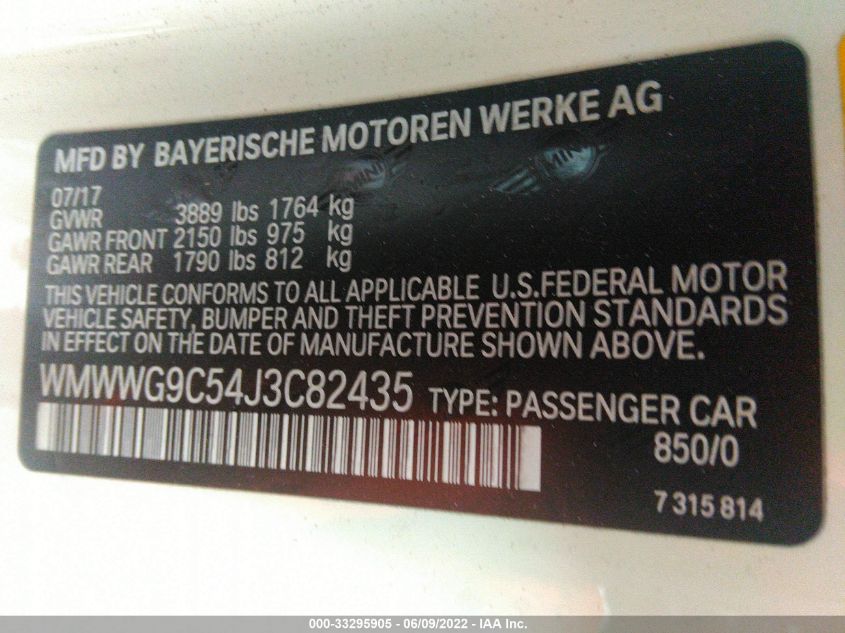 MFD BY BAYERISCHE MOTOREN WERKE AG
MINI MINI
07/17
GVWR 3889 lbs 1764 kg
GAWR FRONT 2150 lbs 975 kg
GAWR REAR 1790 lbs 812 kg
THIS VEHICLE CONFORMS TO ALL APPLICABLE U.S.FEDERAL MOTOR
VEHICLE SAFETY, BUMPER AND THEFT PREVENTION STANDARDS
IN EFFECT ON THE DATE OF MANUFACTURE SHOWN ABOVE.
WMWWG9C54J3C82435 TYPE: PASSENGER CAR
850/0
7 315 814
000-33295905 - 06/09/2022 - IAA Inc.